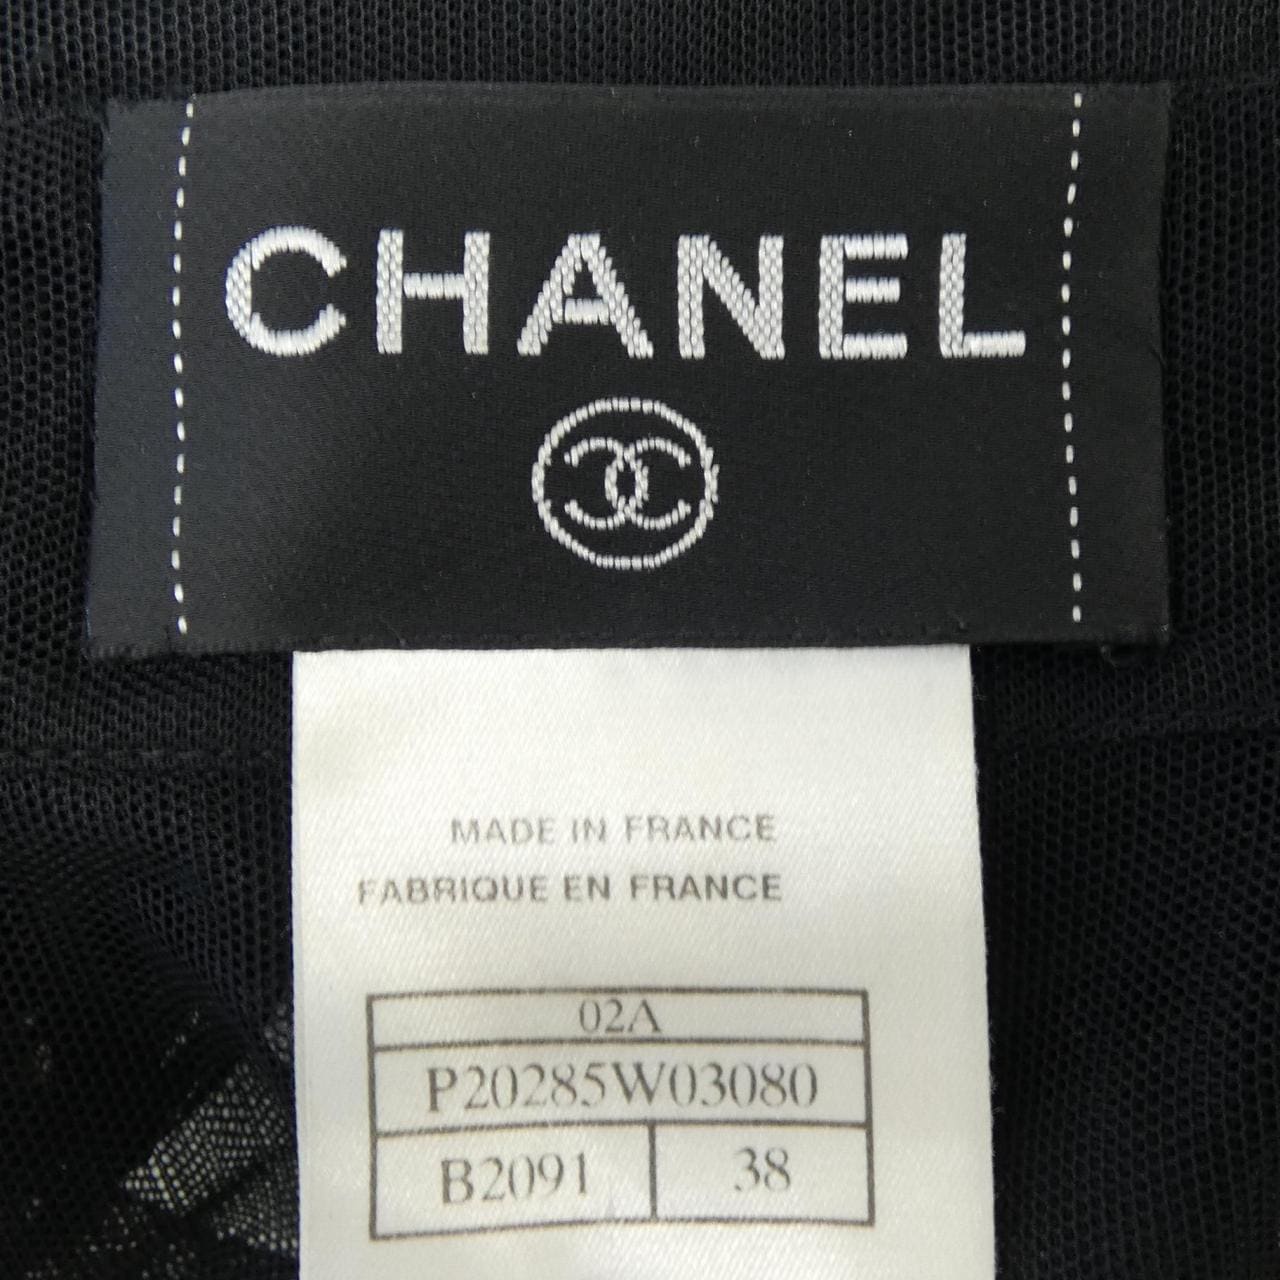 CHANEL
MADE IN FRANCE
FABRIQUE EN FRANCE
02A
P20285W03080
B2091 38